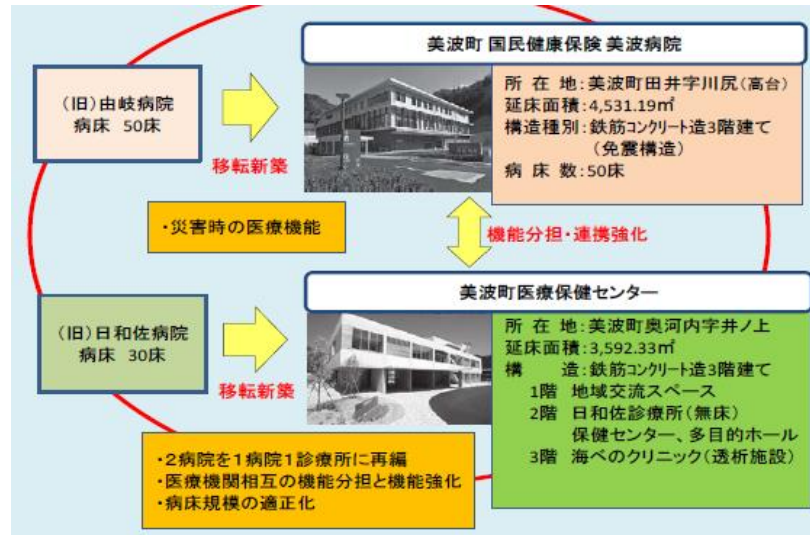 美波町 国民健康保険 美波病院
(旧)由岐病院
病床 50床
移転新築
所 在 地:美波町田井字川尻(高台)
延床面積:4,531.19㎡
構造種別:鉄筋コンクリート造3階建て
(免震構造)
病 床 数:50床
・災害時の医療機能
機能分担・連携強化
美波町医療保健センター
(旧)日和佐病院
病床 30床
移転新築
所 在 地:美波町奥河内字井ノ上
延床面積:3,592.33㎡
構 造:鉄筋コンクリート造3階建て
1階 地域交流スペース
2階 日和佐診療所(無床)
保健センター、多目的ホール
3階 海べのクリニック(透析施設)
・2病院を1病院1診療所に再編
・医療機関相互の機能分担と機能強化
・病床規模の適正化